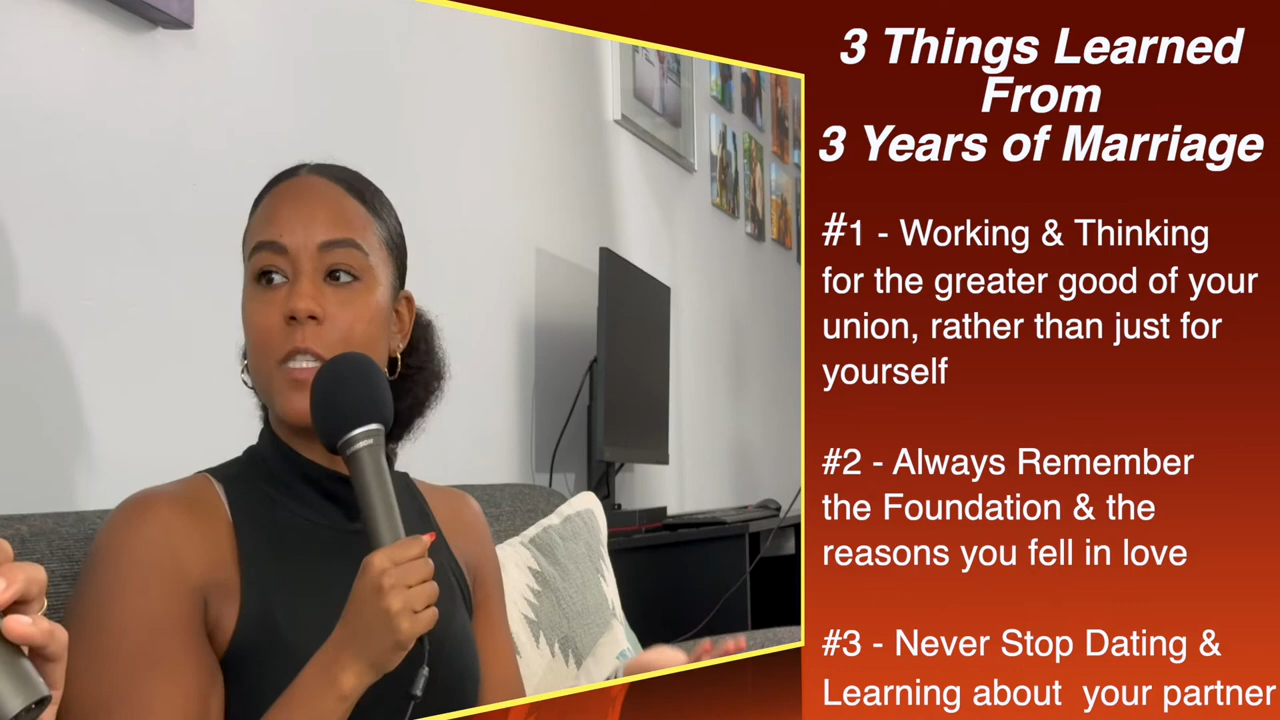 3 Things Learned
From
3 Years of Marriage
#1 - Working & Thinking
for the greater good of your
union, rather than just for
yourself
#2 - Always Remember
the Foundation & the
reasons you fell in love
#3 - Never Stop Dating &
Learning about  your partner